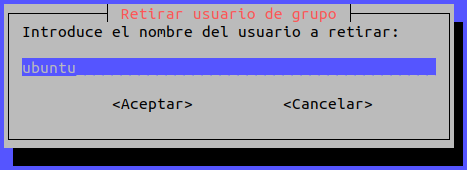 Retirar usuario de grupo
Introduce el nombre del usuario a retirar:
ubuntu
<Aceptar> <Cancelar>